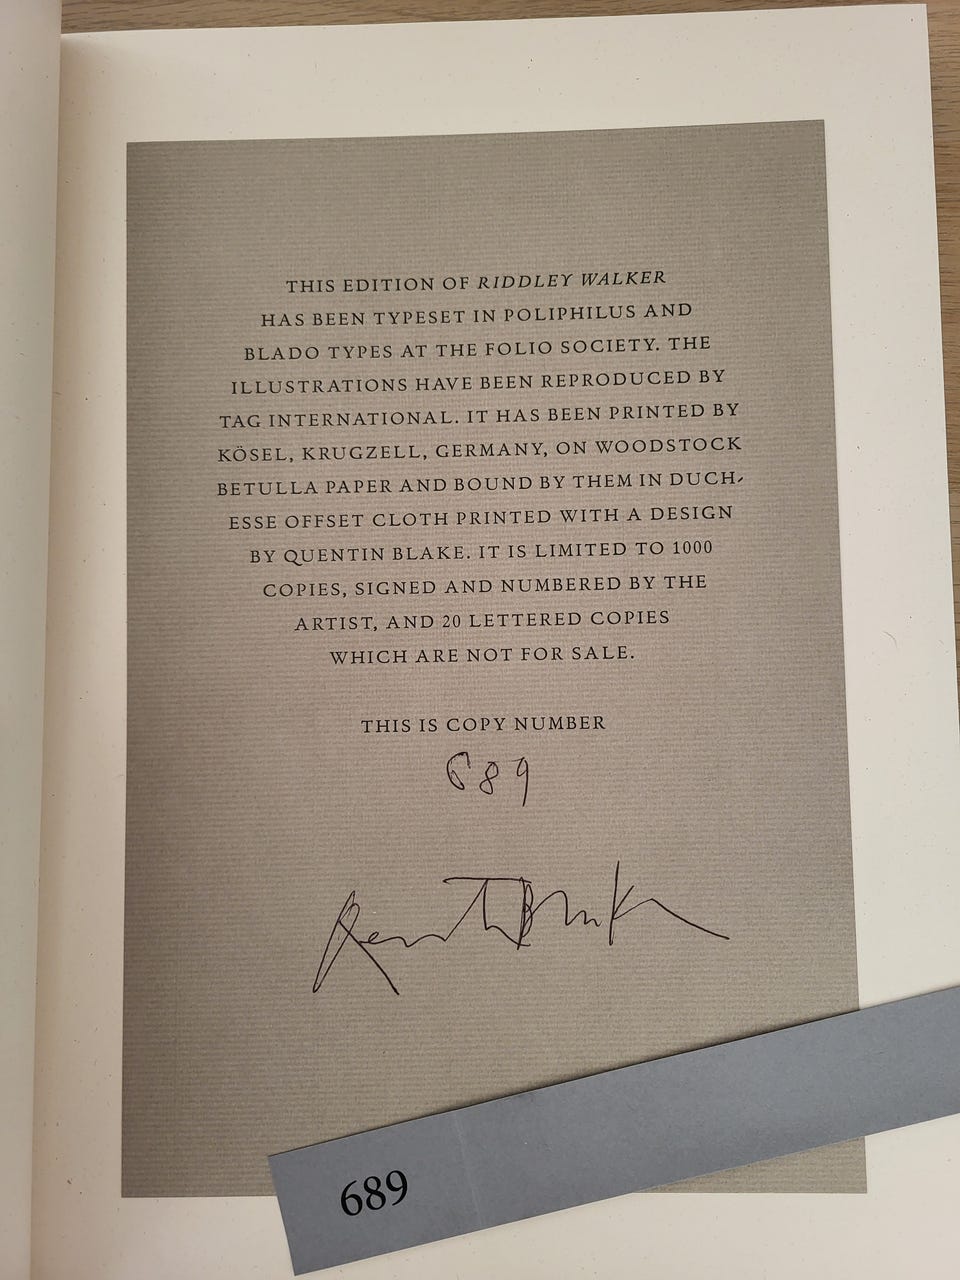 THIS EDITION OF RIDDLEY WALKER
HAS BEEN TYPESET IN POLIPHILUS AND
BLADO TYPES AT THE FOLIO SOCIETY. THE
ILLUSTRATIONS HAVE BEEN REPRODUCED BY
TAG INTERNATIONAL. IT HAS BEEN PRINTED BY
KÖSEL, KRUGZELL, GERMANY, ON WOODSTOCK
BETULLA PAPER AND BOUND BY THEM IN DUCH-
ESSE OFFSET CLOTH PRINTED WITH A DESIGN
BY QUENTIN BLAKE. IT IS LIMITED TO 1000
COPIES, SIGNED AND NUMBERED BY THE
ARTIST, AND 20 LETTERED COPIES
WHICH ARE NOT FOR SALE.
THIS IS COPY NUMBER
689
Quentin Blake
689